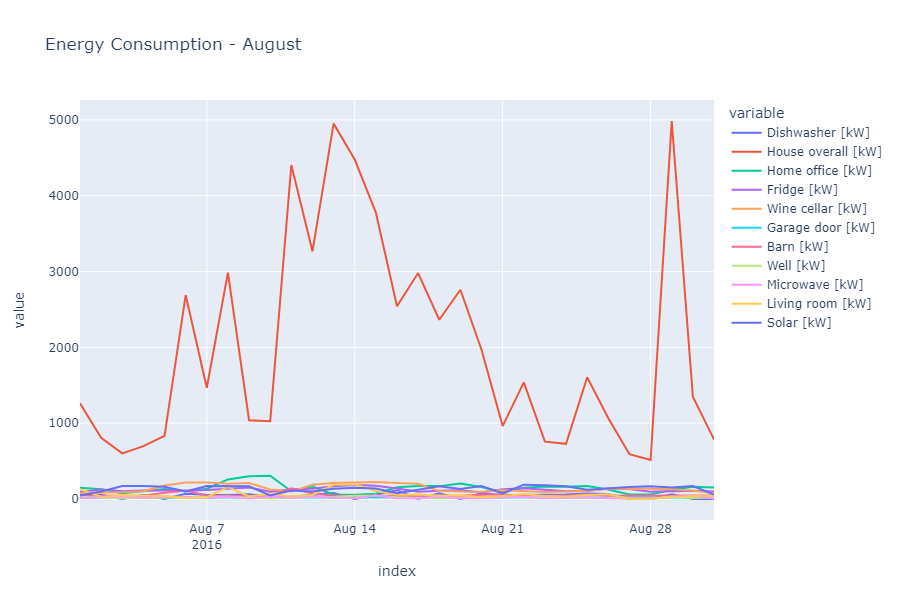 Energy Consumption - August
variable
Dishwasher [kW]
House overall [kW]
Home office [kW]
Fridge [kW]
Wine cellar [kW]
Garage door [kW]
Barn [kW]
Well [kW]
Microwave [kW]
Living room [kW]
Solar [kW]
value
5000
4000
3000
2000
1000
0
Aug 7
2016
Aug 14
Aug 21
Aug 28
index